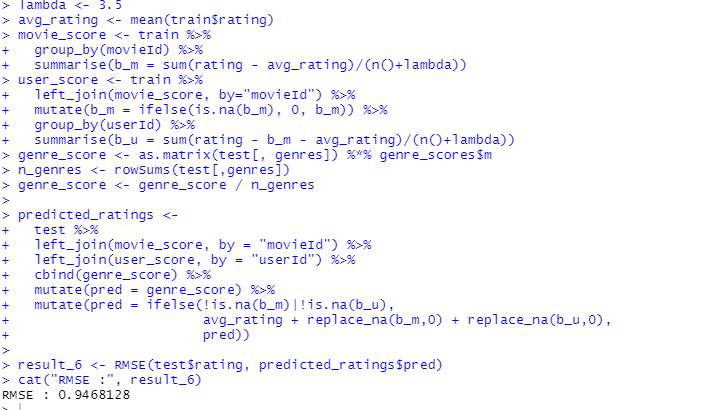 > lambda <- 3.5
> avg_rating <- mean(train$rating)
> movie_score <- train %>%
+   group_by(movieId) %>%
+   summarise(b_m = sum(rating - avg_rating)/(n()+lambda))
> user_score <- train %>%
+   left_join(movie_score, by="movieId") %>%
+   mutate(b_m = ifelse(is.na(b_m), 0, b_m)) %>%
+   group_by(userId) %>%
+   summarise(b_u = sum(rating - b_m - avg_rating)/(n()+lambda))
> genre_score <- as.matrix(test[, genres]) %*% genre_scores$m
> n_genres <- rowSums(test[,genres])
> genre_score <- genre_score / n_genres
>
> predicted_ratings <-
+   test %>%
+   left_join(movie_score, by = "movieId") %>%
+   left_join(user_score, by = "userId") %>%
+   cbind(genre_score) %>%
+   mutate(pred = genre_score) %>%
+   mutate(pred = ifelse(!is.na(b_m)|!is.na(b_u),
+                        avg_rating + replace_na(b_m,0) + replace_na(b_u,0),
+                        pred))
>
> result_6 <- RMSE(test$rating, predicted_ratings$pred)
> cat("RMSE :", result_6)
RMSE : 0.9468128
>